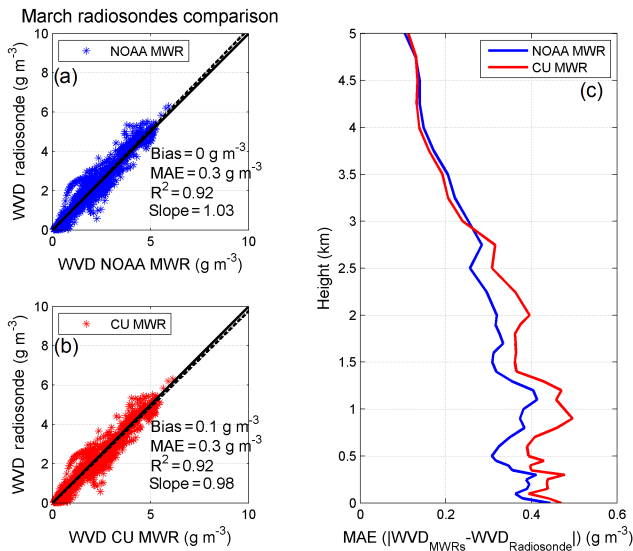 March radiosondes comparison
10
8
6
4
2
0
WVD radiosonde (g m⁻³)
NOAA MWR
(a)
Bias=0 g m⁻³
MAE=0.3 g m⁻³
R²=0.92
Slope=1.03
0 5 10
WVD NOAA MWR (g m⁻³)
10
8
6
4
2
0
WVD radiosonde (g m⁻³)
CU MWR
(b)
Bias=0.1 g m⁻³
MAE=0.3 g m⁻³
R²=0.92
Slope=0.98
0 5 10
WVD CU MWR (g m⁻³)
5
4.5
4
3.5
3
2.5
2
1.5
1
0.5
0
Height (km)
NOAA MWR
CU MWR
(c)
0 0.2 0.4 0.6
MAE (|WVD_MWRs-WVD_Radiosonde|) (g m⁻³)